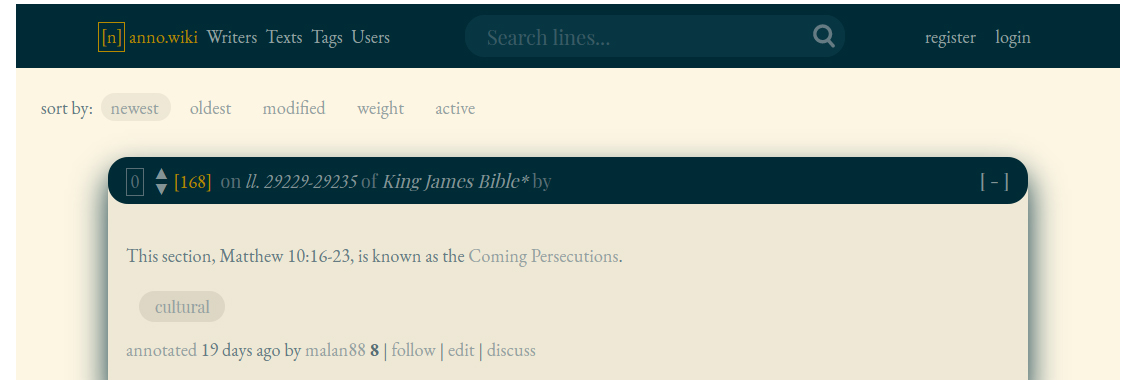 [n] anno.wiki Writers Texts Tags Users Search lines... register login
sort by: newest oldest modified weight active
0 ▲▼ [168] on ll. 29229-29235 of King James Bible* by [ - ]
This section, Matthew 10:16-23, is known as the Coming Persecutions.
cultural
annotated 19 days ago by malan88 8 | follow | edit | discuss